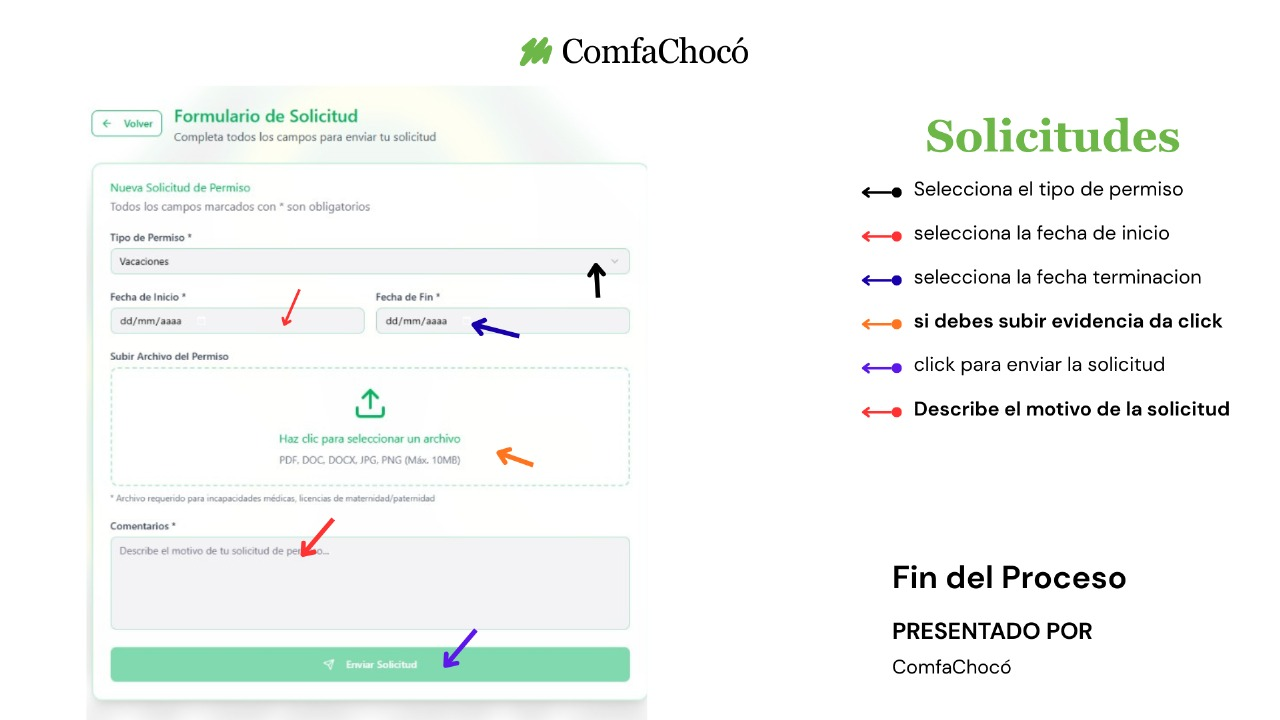 ComfaChocó
Volver
Formulario de Solicitud
Completa todos los campos para enviar tu solicitud
Nueva Solicitud de Permiso
Todos los campos marcados con * son obligatorios
Tipo de Permiso *
Vacaciones
Fecha de Inicio *
Fecha de Fin *
dd/mm/aaaa
dd/mm/aaaa
Subir Archivo del Permiso
Haz clic para seleccionar un archivo
PDF, DOC, DOCX, JPG, PNG (Máx. 10MB)
* Archivo requerido para incapacidades médicas, licencias de maternidad/paternidad
Comentarios *
Describe el motivo de tu solicitud de permiso...
Enviar Solicitud
Solicitudes
Selecciona el tipo de permiso
selecciona la fecha de inicio
selecciona la fecha terminacion
si debes subir evidencia da click
click para enviar la solicitud
Describe el motivo de la solicitud
Fin del Proceso
PRESENTADO POR
ComfaChocó